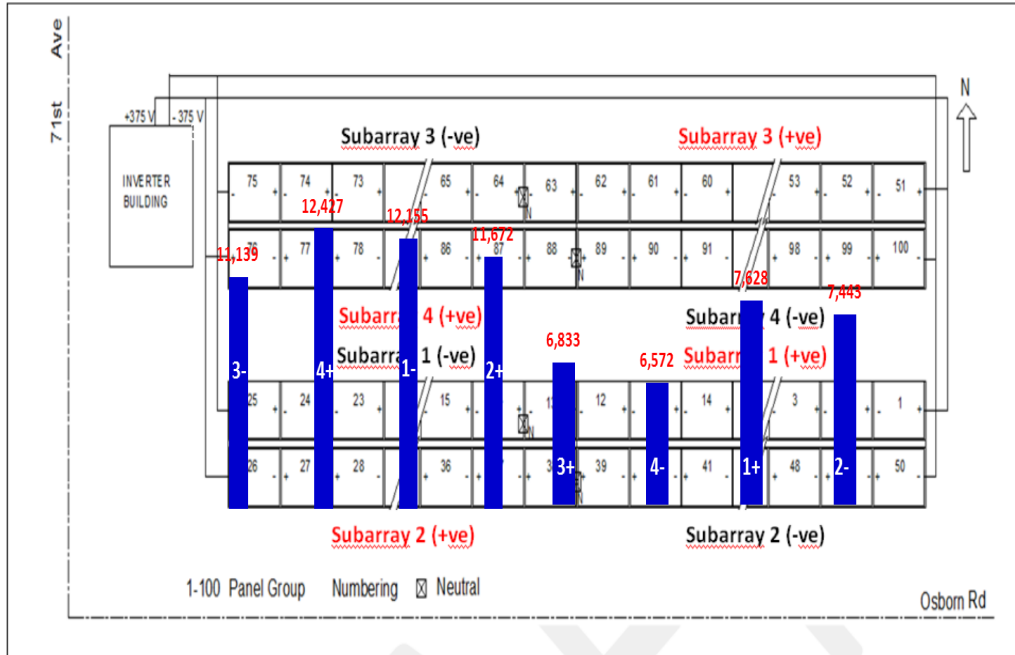 71st Ave
+375 V - 375 V
N
INVERTER
BUILDING
Subarray 3 (-ve) Subarray 3 (+ve)
75 74 73 65 64 63 62 61 60 53 52 51
N
12,427 12,155 11,672
11,139
76 77 78 86 87 88 89 90 91 98 99 100
N
7,628 7,443
Subarray 4 (+ve) Subarray 4 (-ve)
Subarray 1 (-ve) Subarray 1 (+ve)
6,833 6,572
3- 4+ 1- 2+
25 24 23 15 12 14 3 1
N
26 27 28 36 39 41 48 50
3+ 4- 1+ 2-
Subarray 2 (+ve) Subarray 2 (-ve)
1-100 Panel Group Numbering Neutral
Osborn Rd